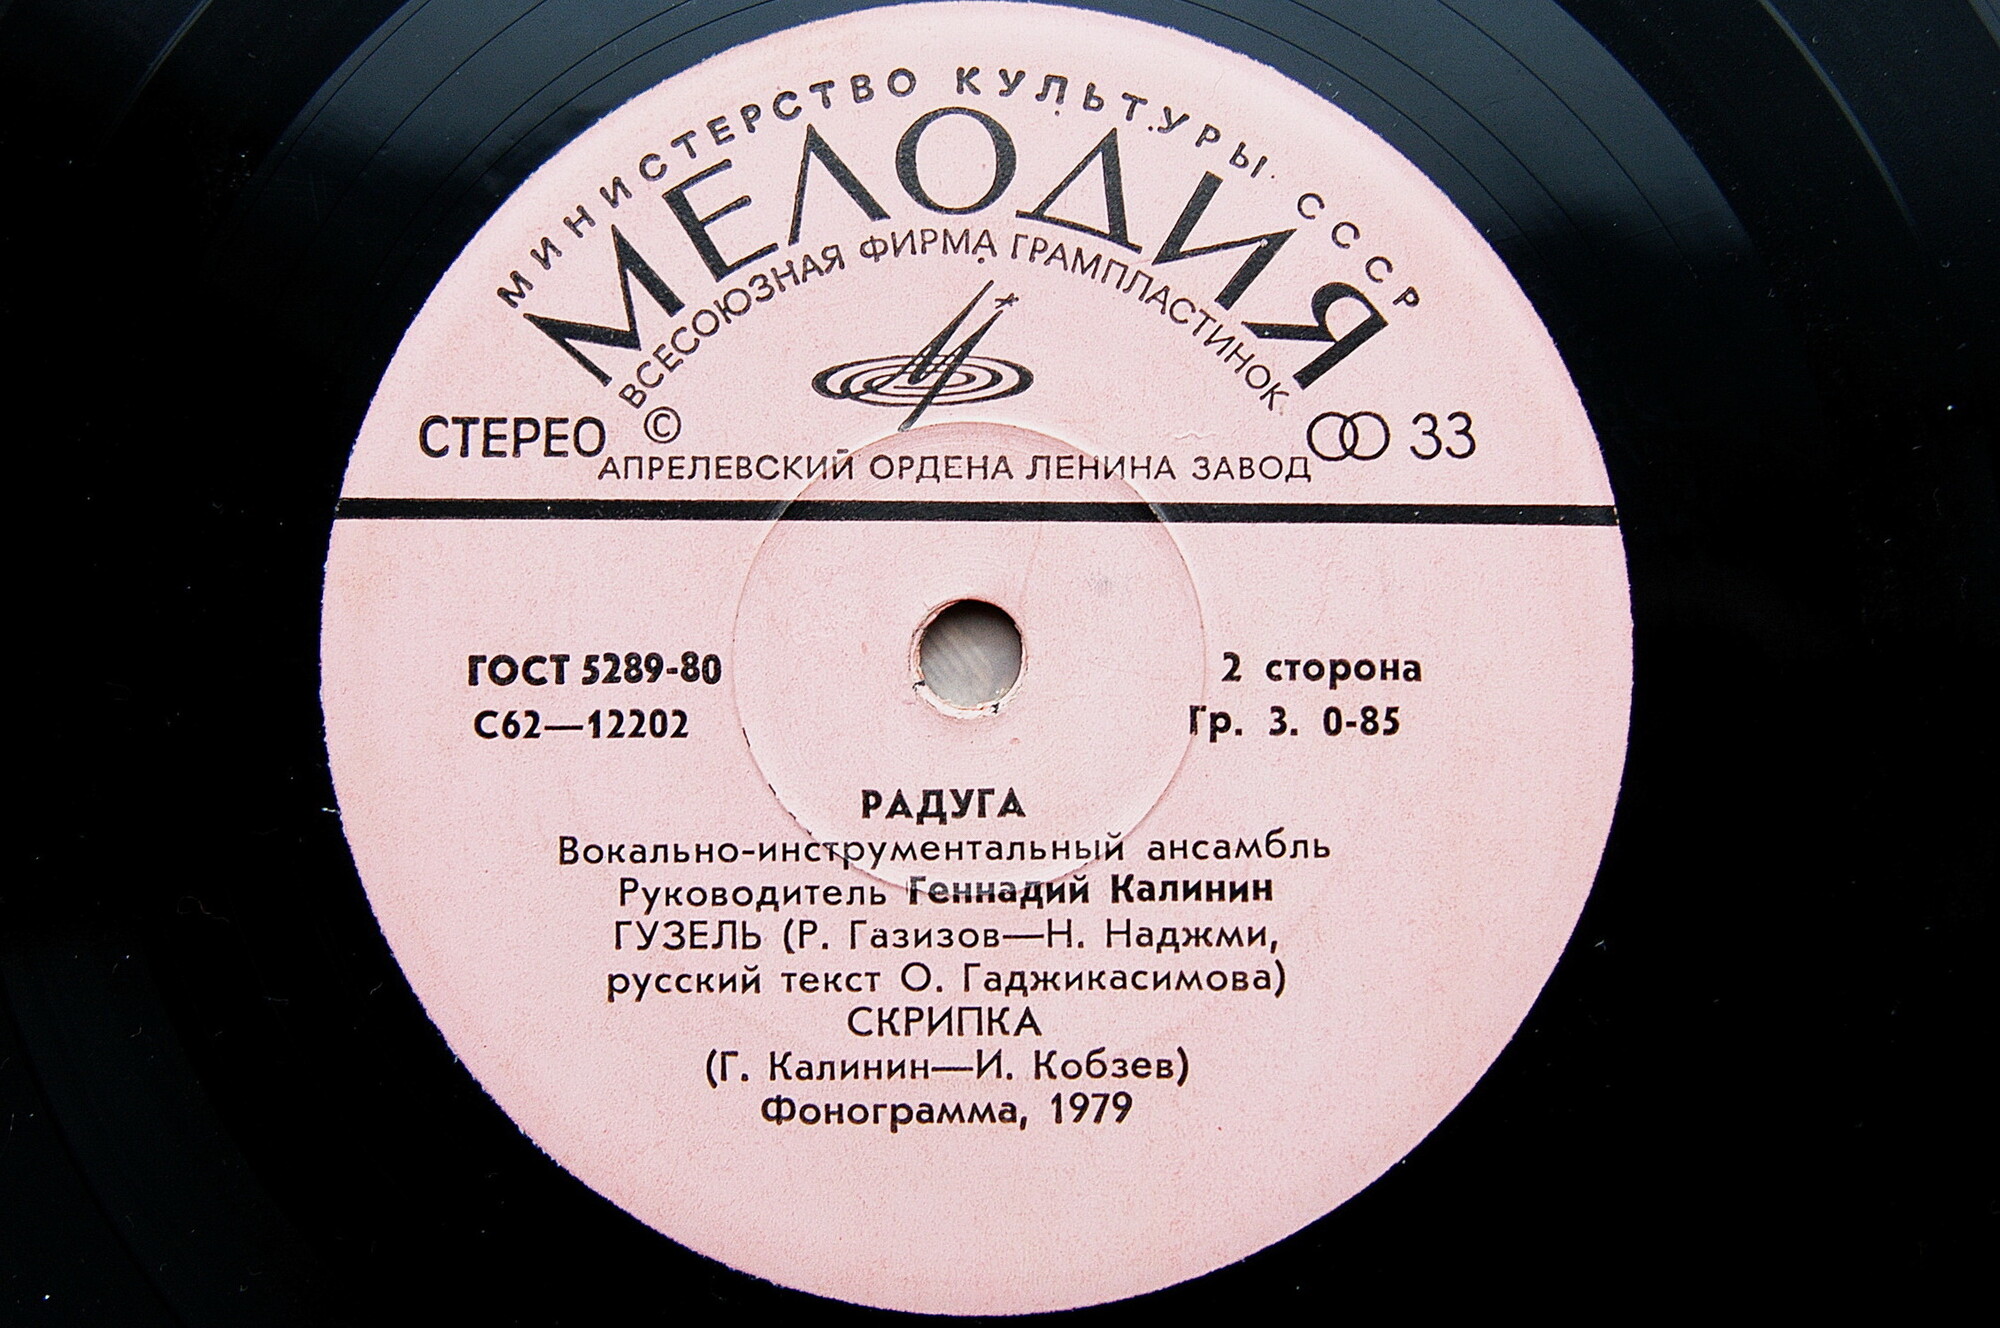 МИНИСТЕРСТВО КУЛЬТУРЫ СССР
МЕЛОДИЯ
ВСЕСОЮЗНАЯ ФИРМА ГРАМПЛАСТИНОК
СТЕРЕО © 33
АПРЕЛЕВСКИЙ ОРДЕНА ЛЕНИНА ЗАВОД
ГОСТ 5289-80 2 сторона
С62—12202 Гр. 3. 0-85
РАДУГА
Вокально-инструментальный ансамбль
Руководитель Геннадий Калинин
ГУЗЕЛЬ (Р. Газизов—Н. Наджми,
русский текст О. Гаджикасимова)
СКРИПКА
(Г. Калинин—И. Кобзев)
Фонограмма, 1979